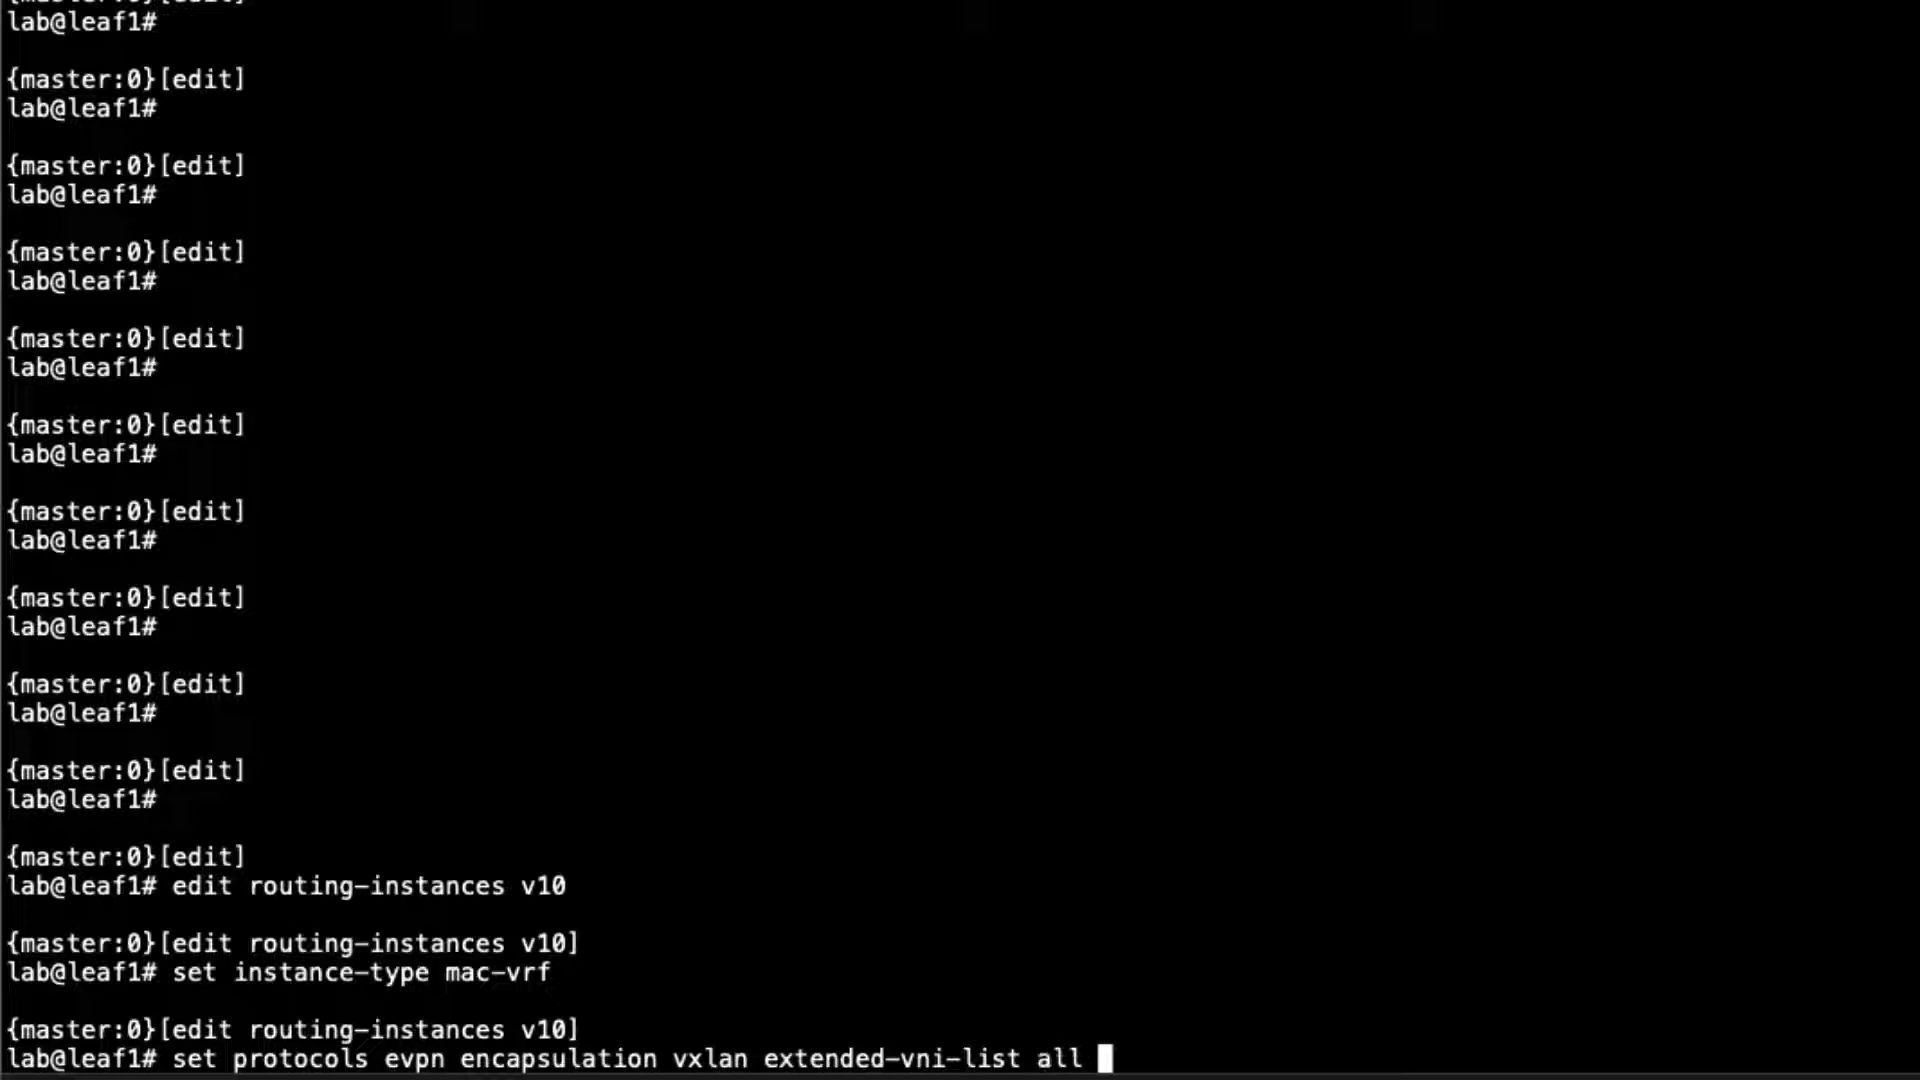 {master:0}[edit]
lab@leaf1#
{master:0}[edit]
lab@leaf1#
{master:0}[edit]
lab@leaf1#
{master:0}[edit]
lab@leaf1#
{master:0}[edit]
lab@leaf1#
{master:0}[edit]
lab@leaf1#
{master:0}[edit]
lab@leaf1#
{master:0}[edit]
lab@leaf1#
{master:0}[edit]
lab@leaf1#
{master:0}[edit]
lab@leaf1#
{master:0}[edit]
lab@leaf1# edit routing-instances v10
{master:0}[edit routing-instances v10]
lab@leaf1# set instance-type mac-vrf
{master:0}[edit routing-instances v10]
lab@leaf1# set protocols evpn encapsulation vxlan extended-vni-list all